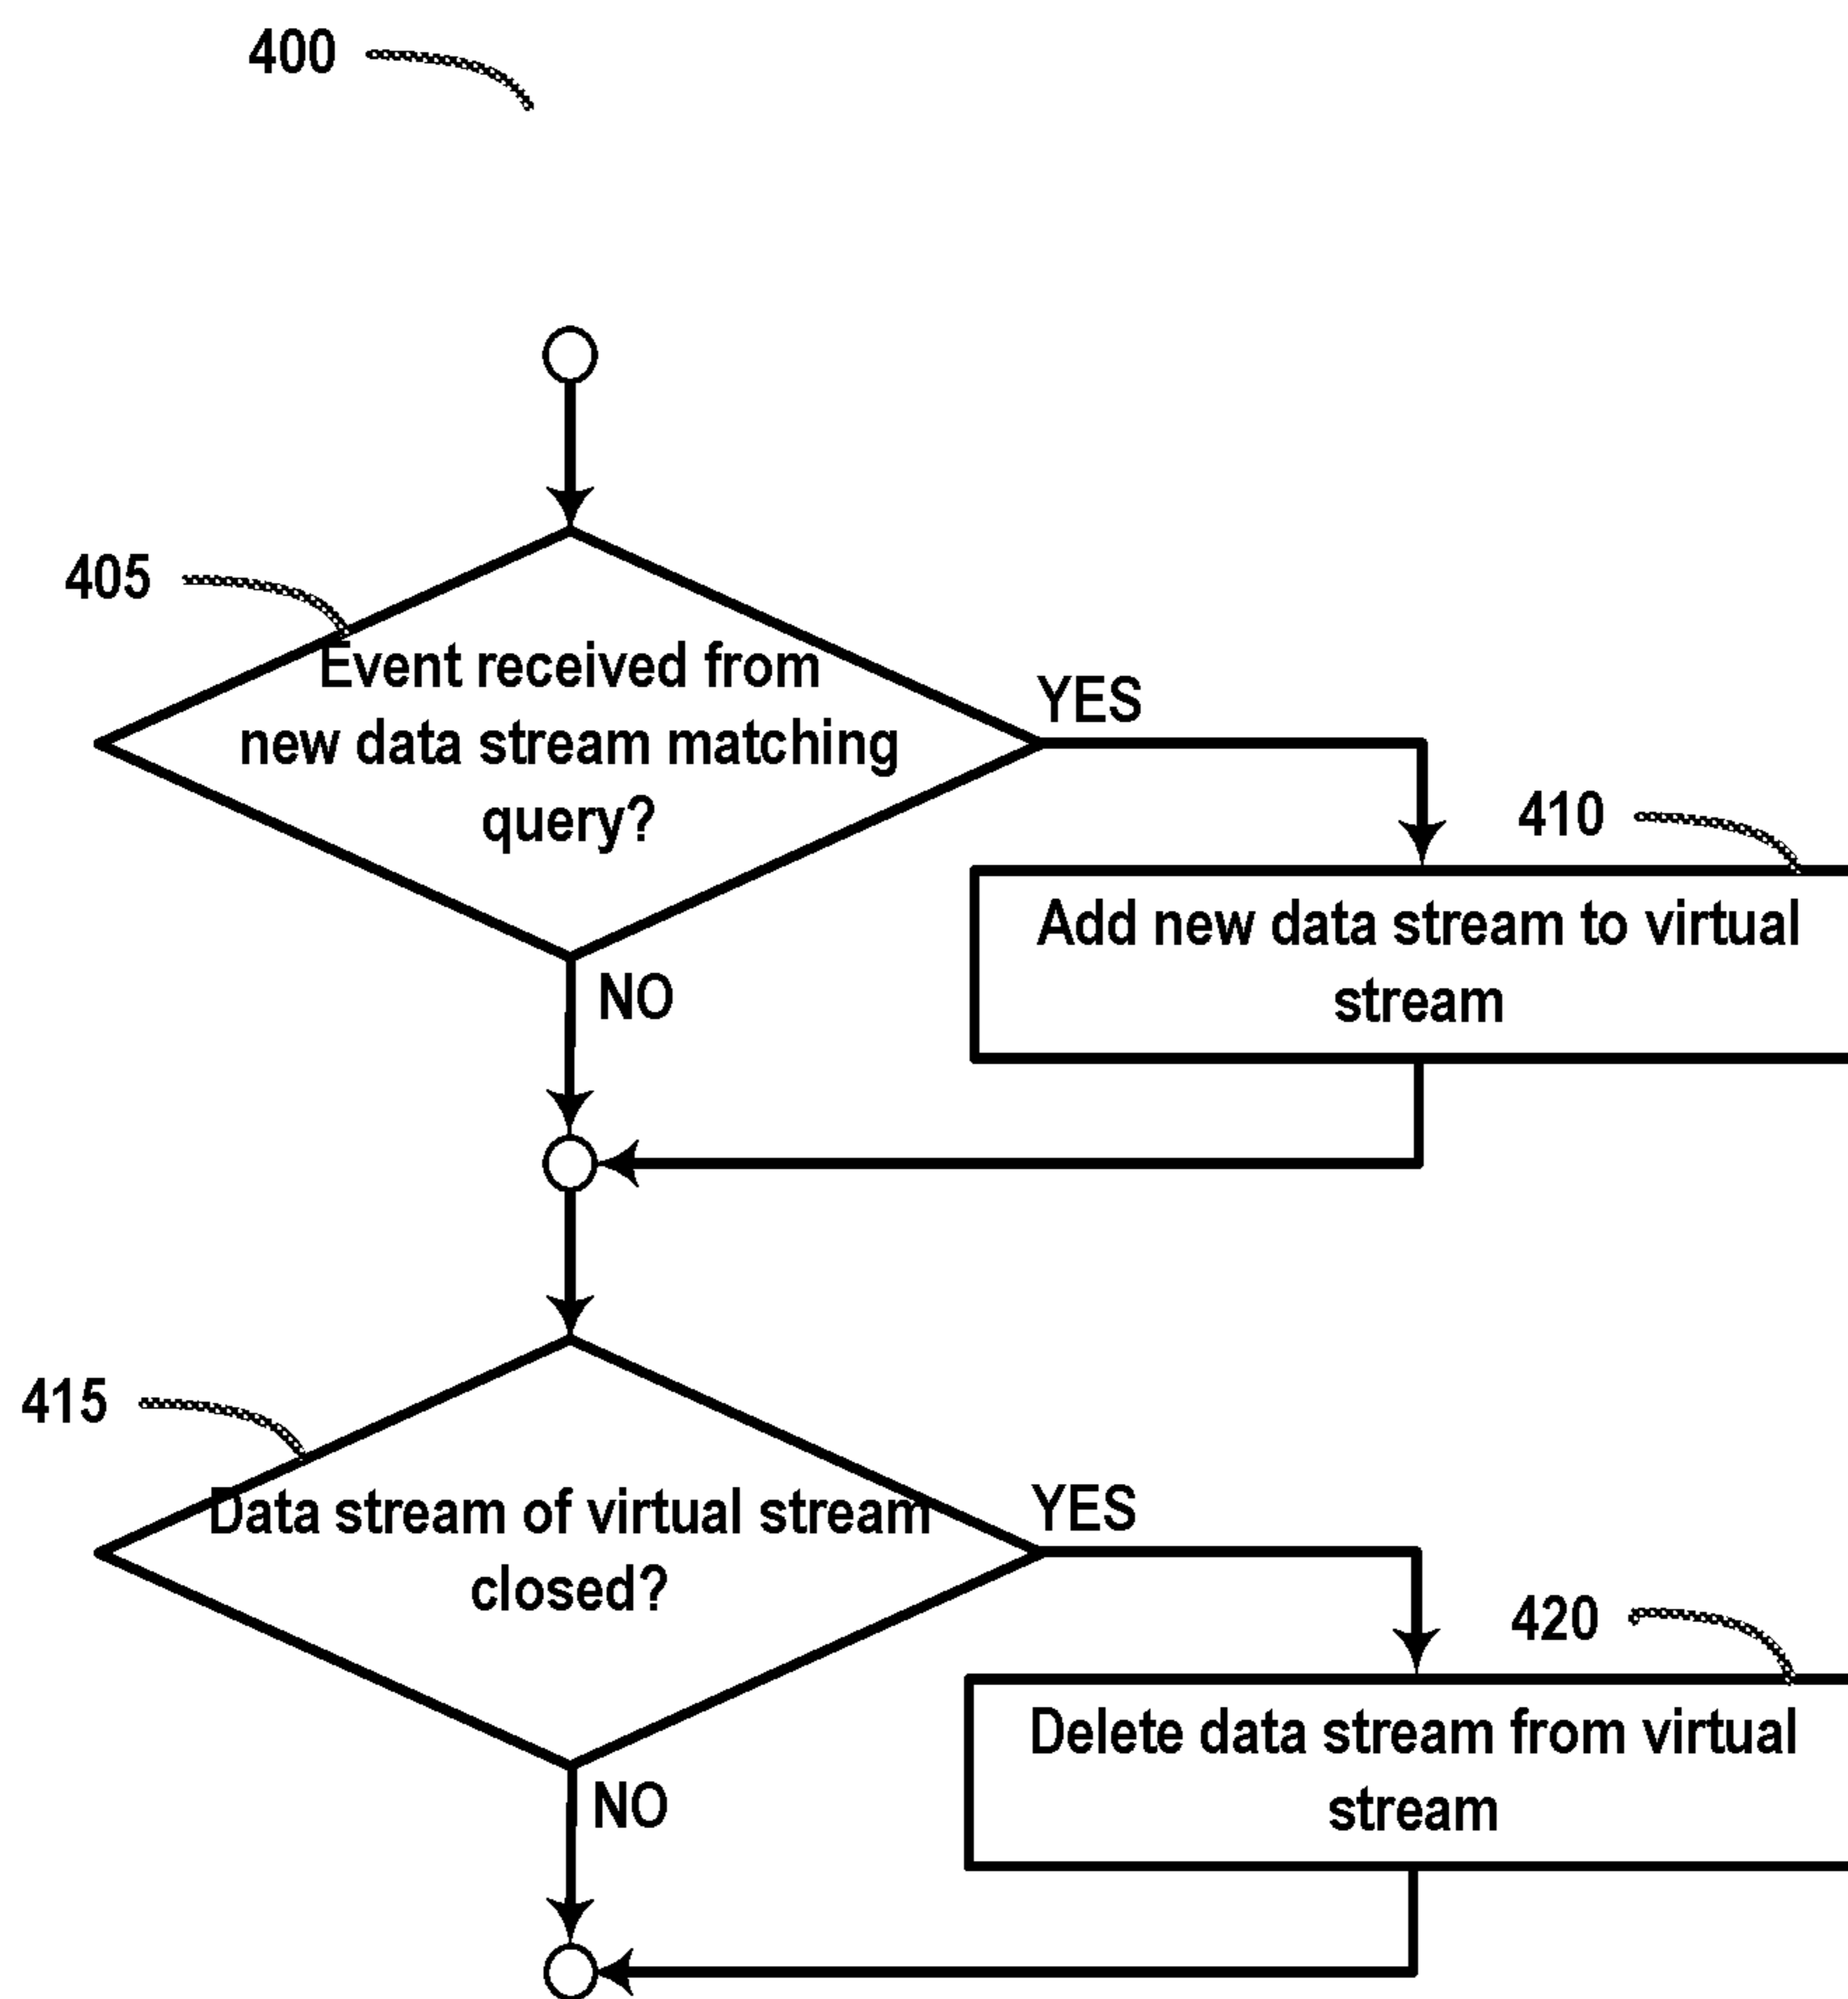 400
405
Event received from
new data stream matching
query?
YES
410
Add new data stream to virtual
stream
NO
415
Data stream of virtual stream
closed?
YES
420
Delete data stream from virtual
stream
NO